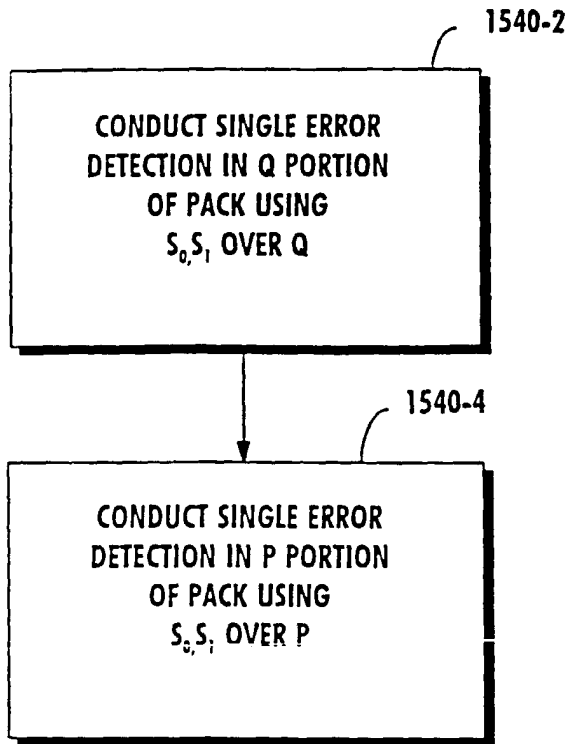 1540-2
CONDUCT SINGLE ERROR
DETECTION IN Q PORTION
OF PACK USING
S₀,S₁ OVER Q
1540-4
CONDUCT SINGLE ERROR
DETECTION IN P PORTION
OF PACK USING
S₀,S₁ OVER P